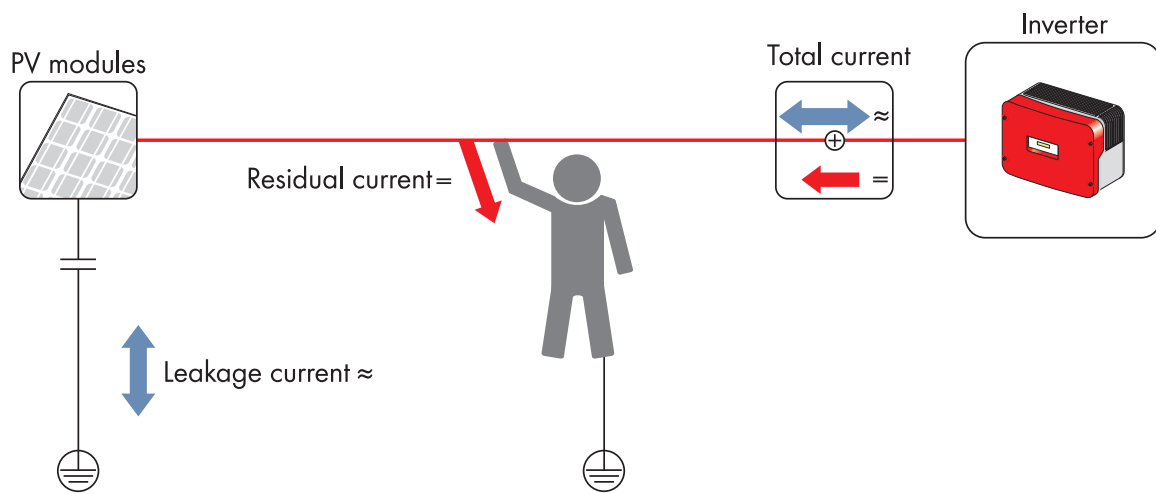 Inverter
PV modules
Total current
≈
=
Residual current=
Leakage current ≈